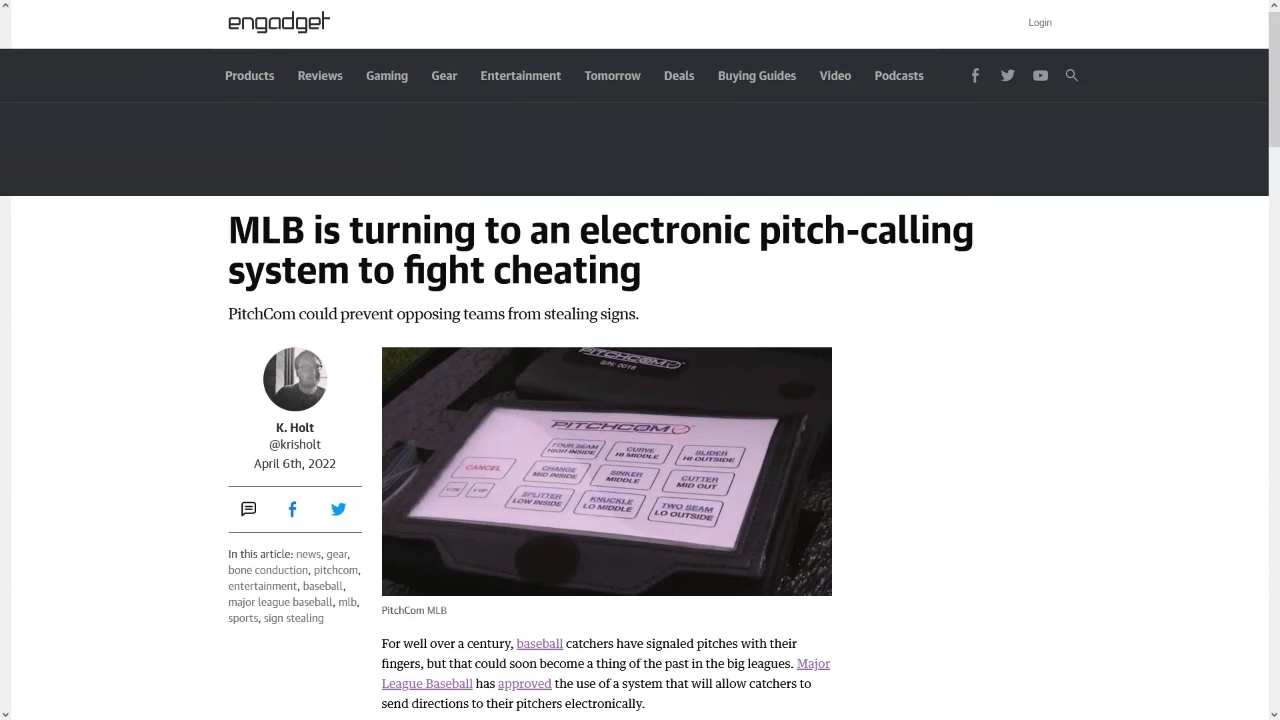 engadget
Login
Products Reviews Gaming Gear Entertainment Tomorrow Deals Buying Guides Video Podcasts
MLB is turning to an electronic pitch-calling
system to fight cheating
PitchCom could prevent opposing teams from stealing signs.
K. Holt
@krisholt
April 6th, 2022
In this article: news, gear,
bone conduction, pitchcom,
entertainment, baseball,
major league baseball, mlb,
sports, sign stealing
PITCHCOM
S/N: 0018
PITCHCOM
FOUR SEAM
HIGH INSIDE
CURVE
HI MIDDLE
SLIDER
HI OUTSIDE
CANCEL
CHANGE
MID INSIDE
SINKER
MIDDLE
CUTTER
MID OUT
V-DN
V-UP
SPLITTER
LOW INSIDE
KNUCKLE
LO MIDDLE
TWO SEAM
LO OUTSIDE
PitchCom MLB
For well over a century, baseball catchers have signaled pitches with their
fingers, but that could soon become a thing of the past in the big leagues. Major
League Baseball has approved the use of a system that will allow catchers to
send directions to their pitchers electronically.